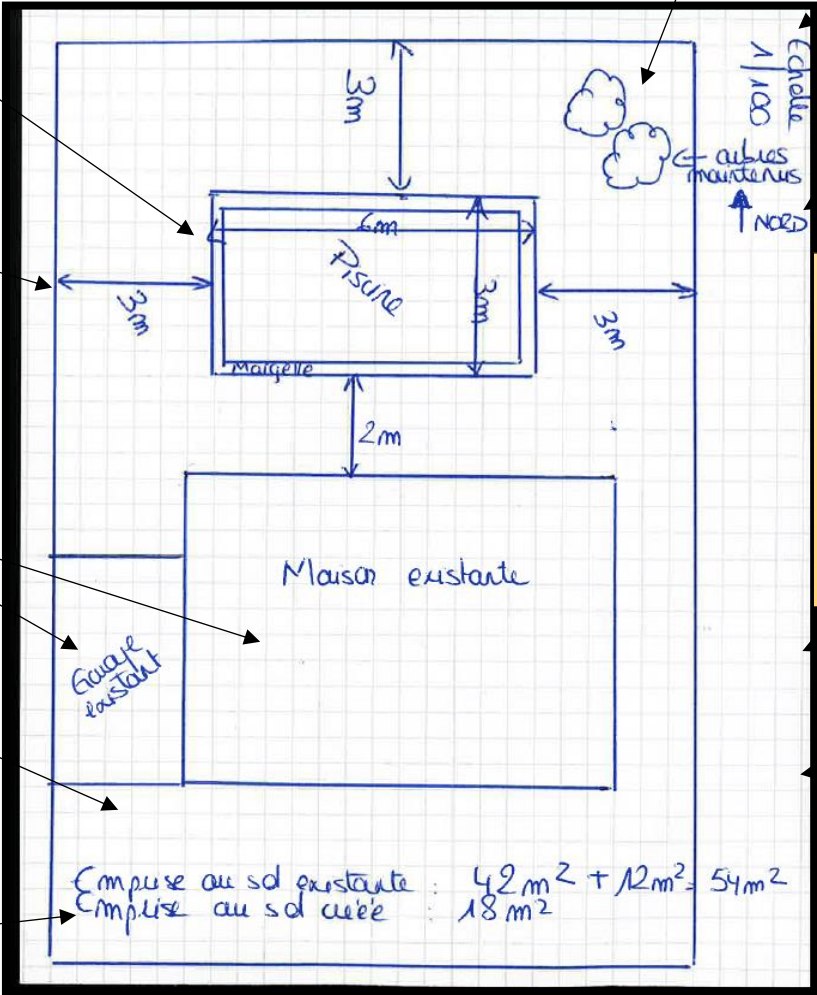 Echelle
1/100
3m
← arbres
maintenus
NORD
6m
Piscine
3m
3m
3m
Margelle
2m
Maison existante
Garage
existant
Emprise au sol existante : 42m² + 12m² = 54m²
Emprise au sol créée : 18m²